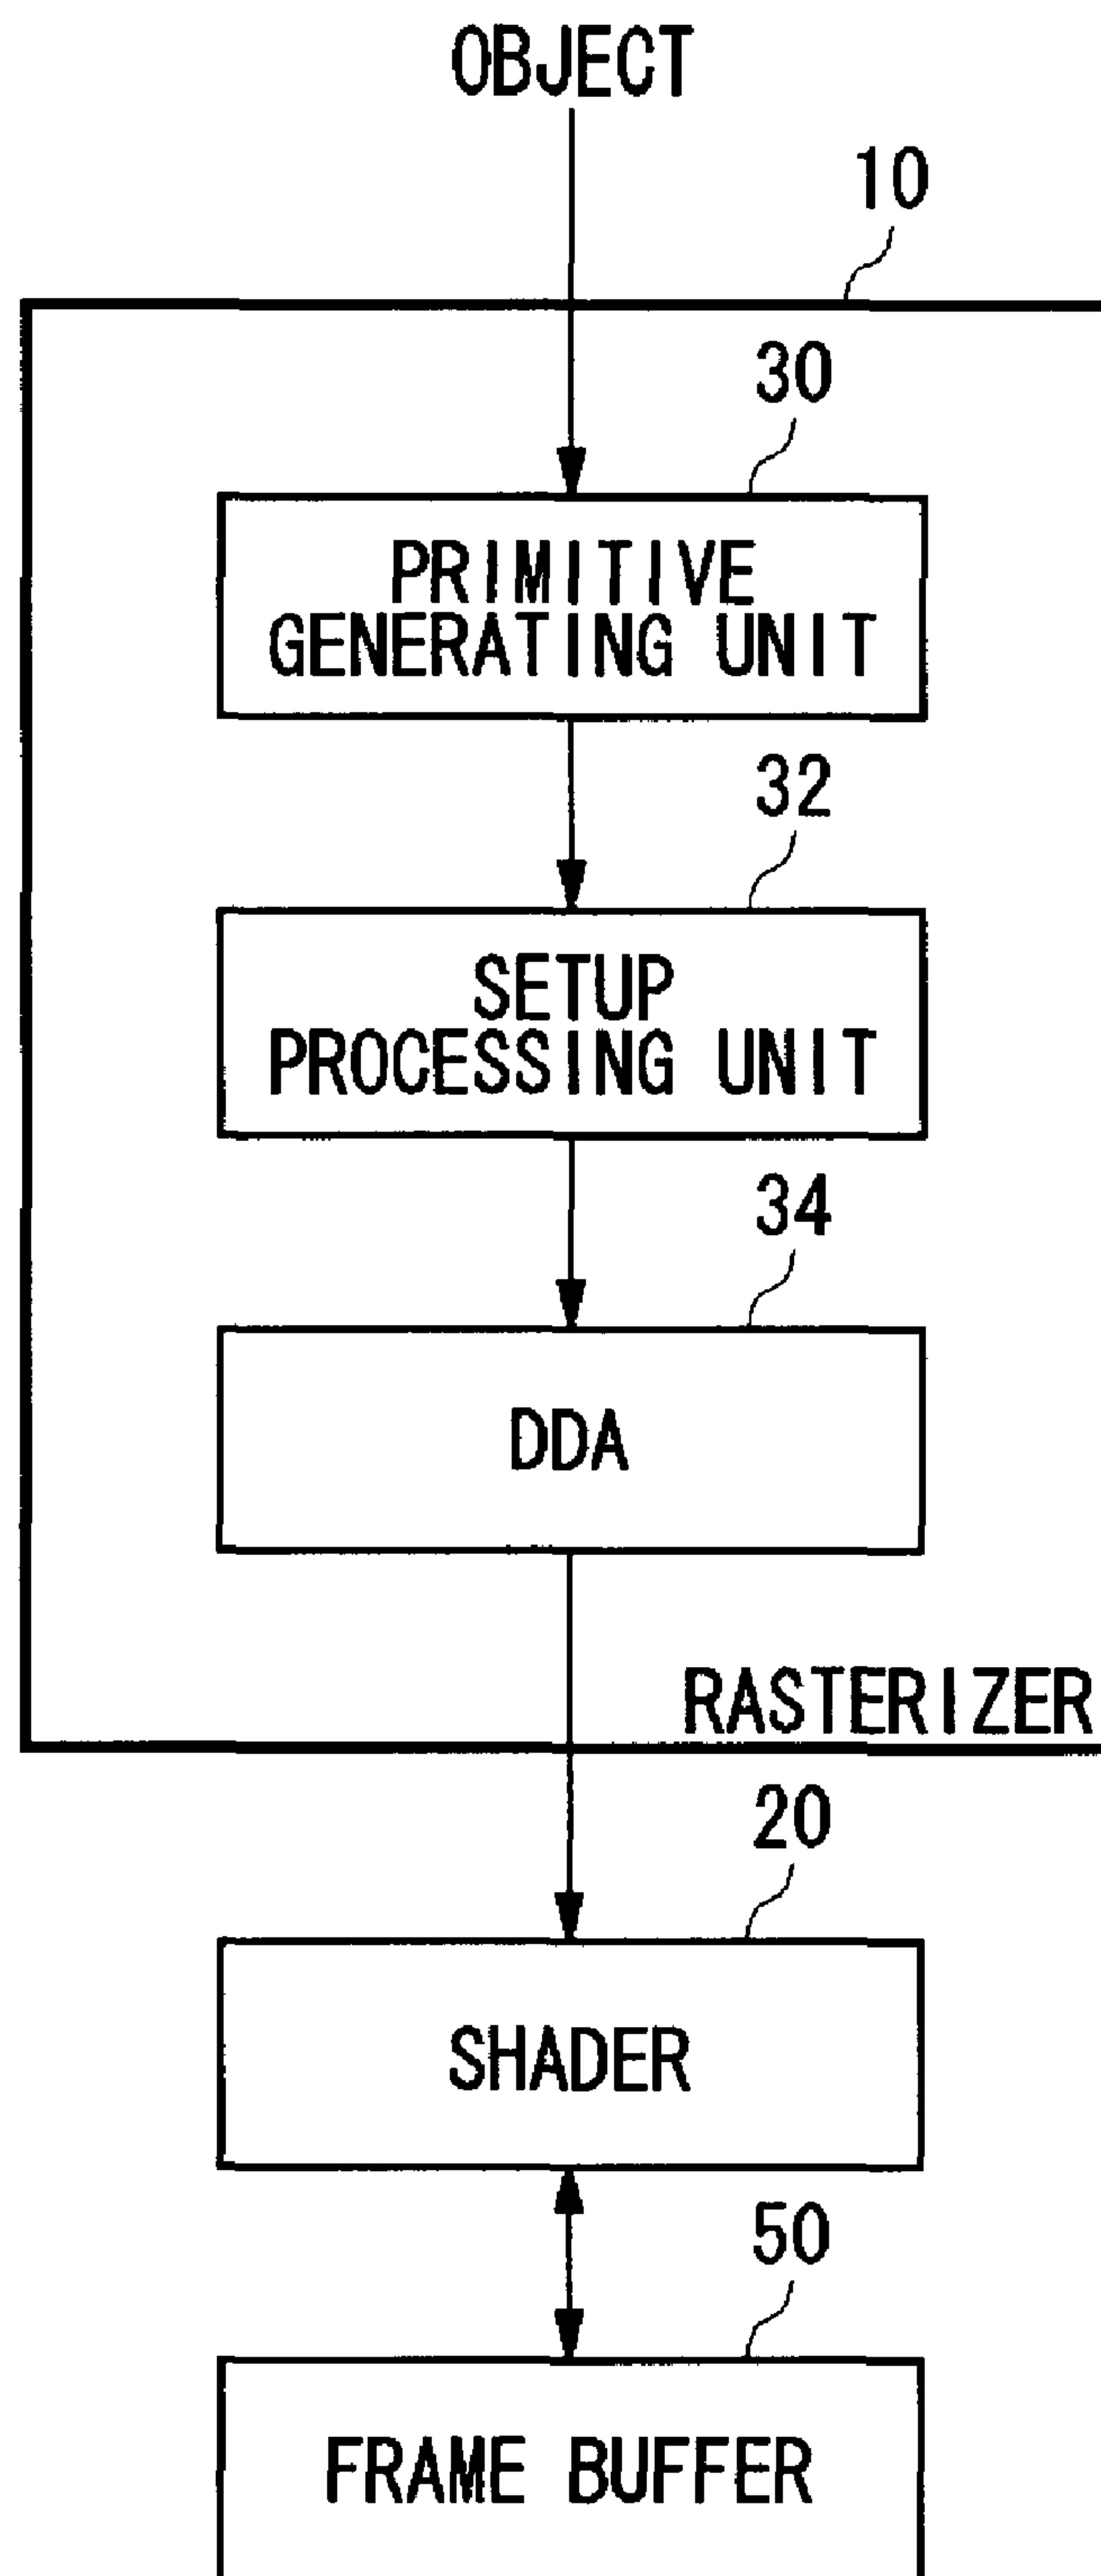 OBJECT
10
30
PRIMITIVE
GENERATING UNIT
32
SETUP
PROCESSING UNIT
34
DDA
RASTERIZER
20
SHADER
50
FRAME BUFFER